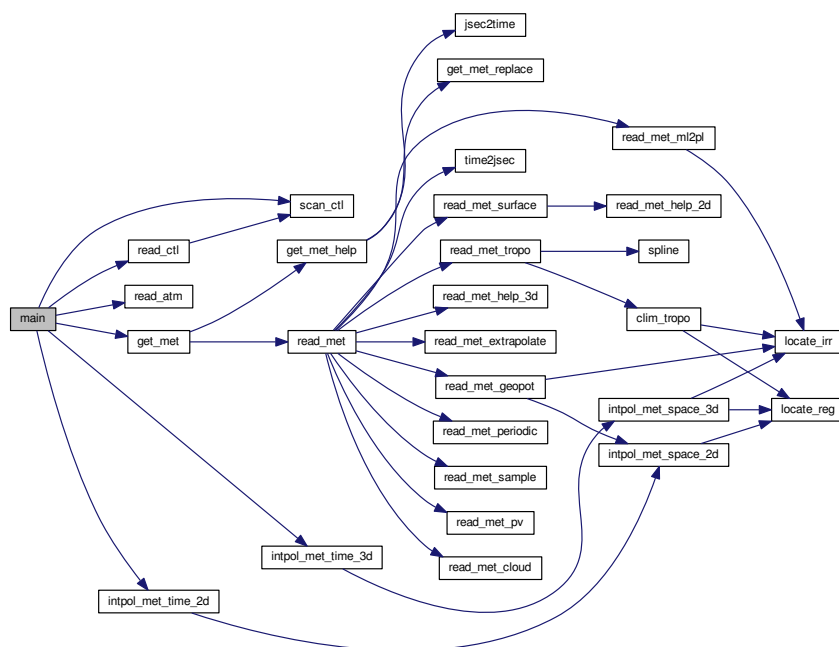 jsec2time
get_met_replace
read_met_ml2pl
time2jsec
scan_ctl
read_met_surface
read_met_help_2d
read_ctl
get_met_help
read_met_tropo
spline
read_atm
read_met_help_3d
main
clim_tropo
get_met
read_met
read_met_extrapolate
locate_irr
read_met_geopot
intpol_met_space_3d
locate_reg
read_met_periodic
intpol_met_space_2d
read_met_sample
read_met_pv
intpol_met_time_3d
read_met_cloud
intpol_met_time_2d